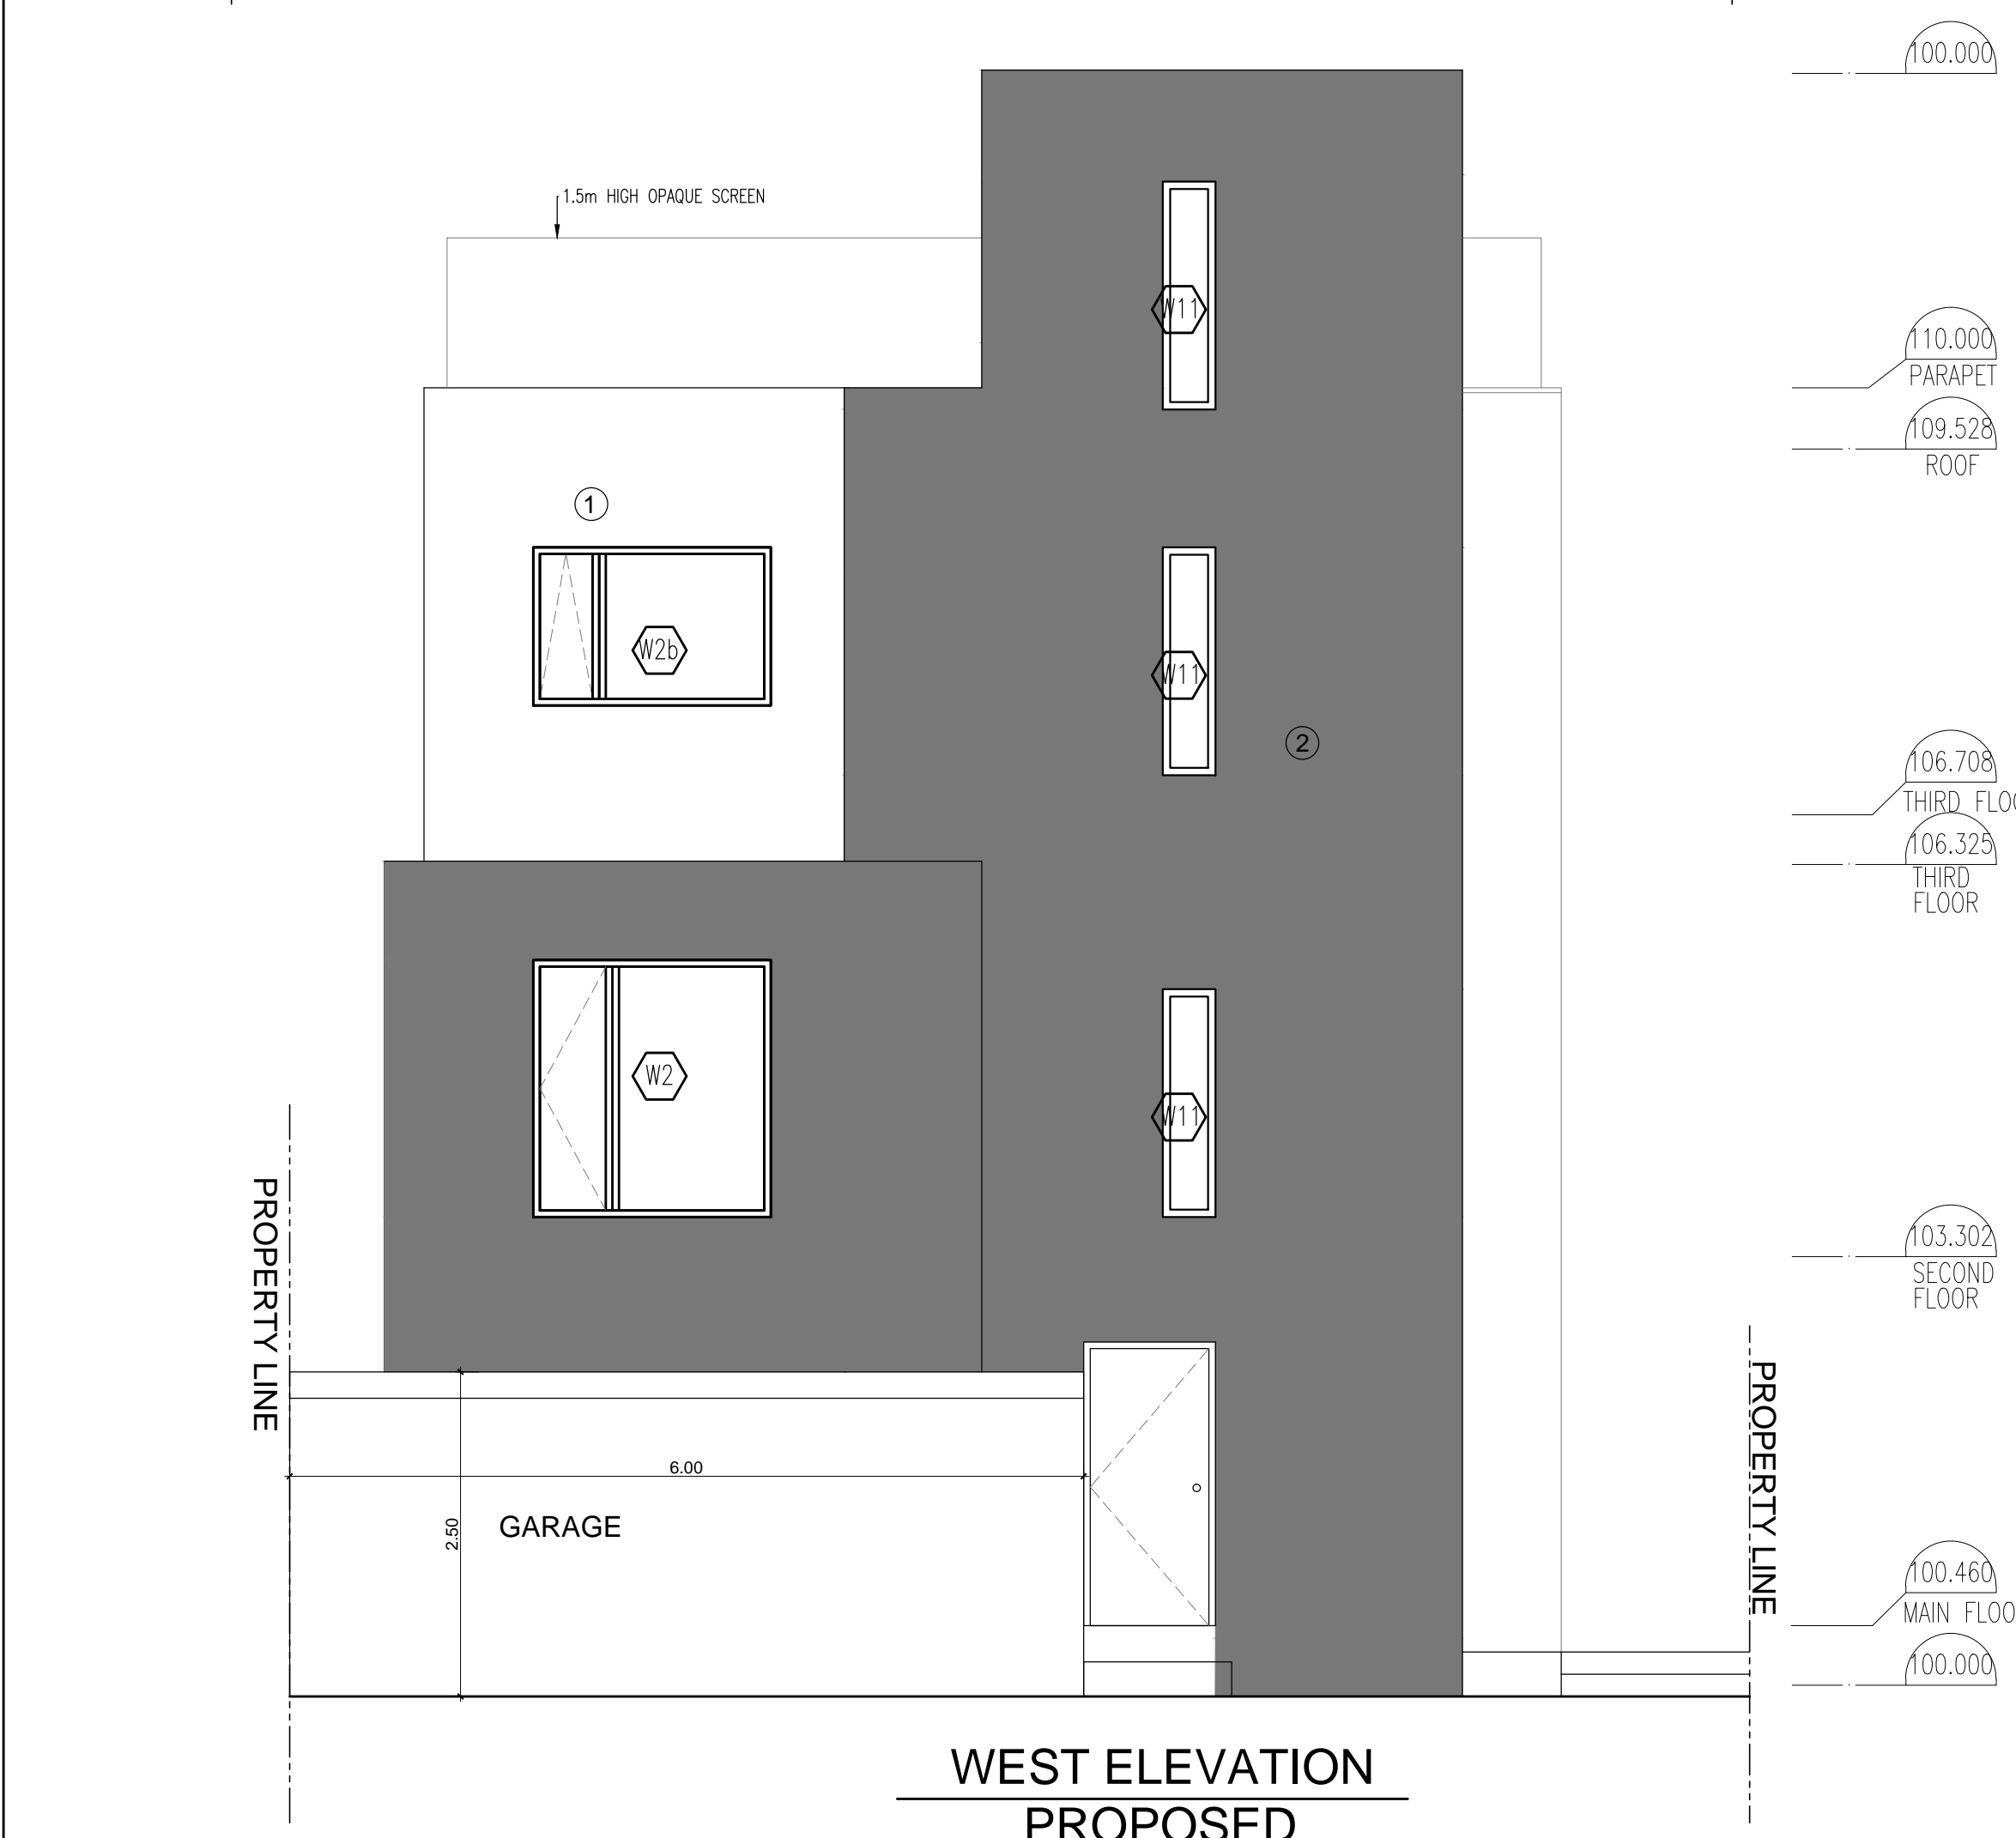 100.000
1.5m HIGH OPAQUE SCREEN
W11
110.000
PARAPET
109.528
ROOF
1
W2b
W11
2
106.708
THIRD
106.325
THIRD
FLOOR
W2
W11
PROPERTY LINE
103.302
SECOND
FLOOR
PROPERTY LINE
6.00
2.50
GARAGE
100.460
MAIN
100.000
WEST ELEVATION
PROPOSED